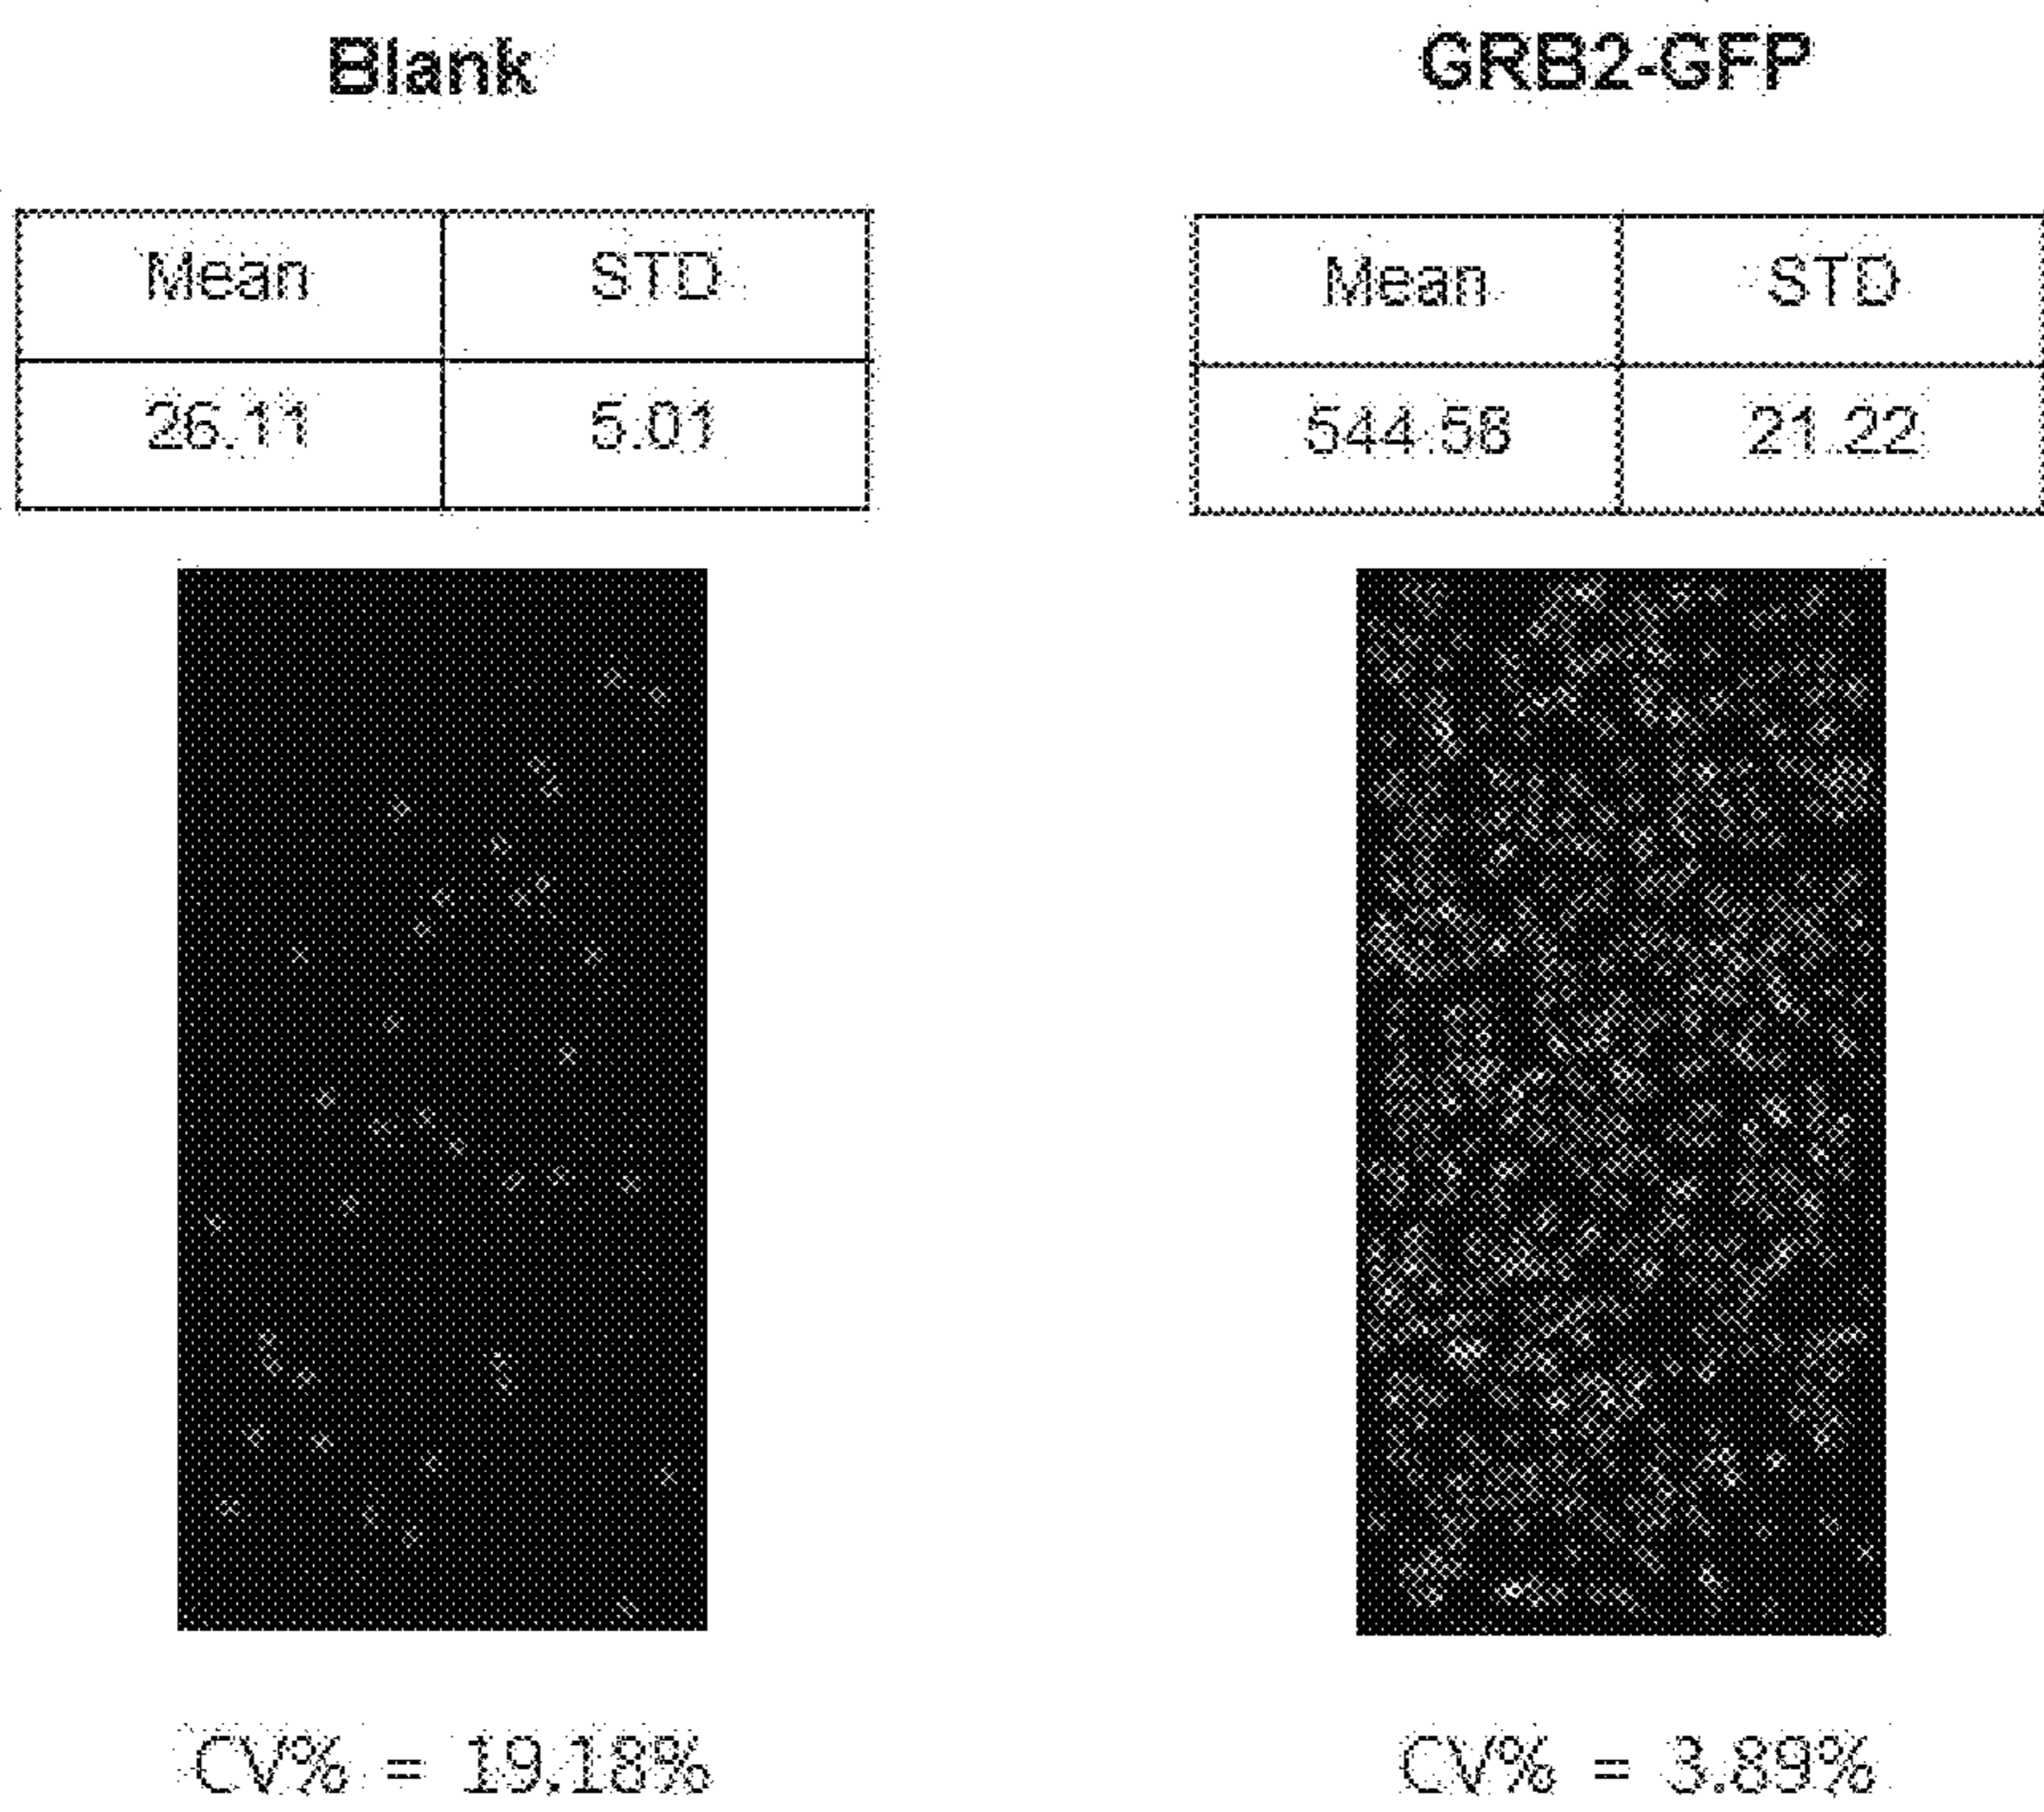 Blank GRB2-GFP
Mean STD Mean STD
26.11 5.01 544.58 21.22
CV% = 19.18% CV% = 3.89%